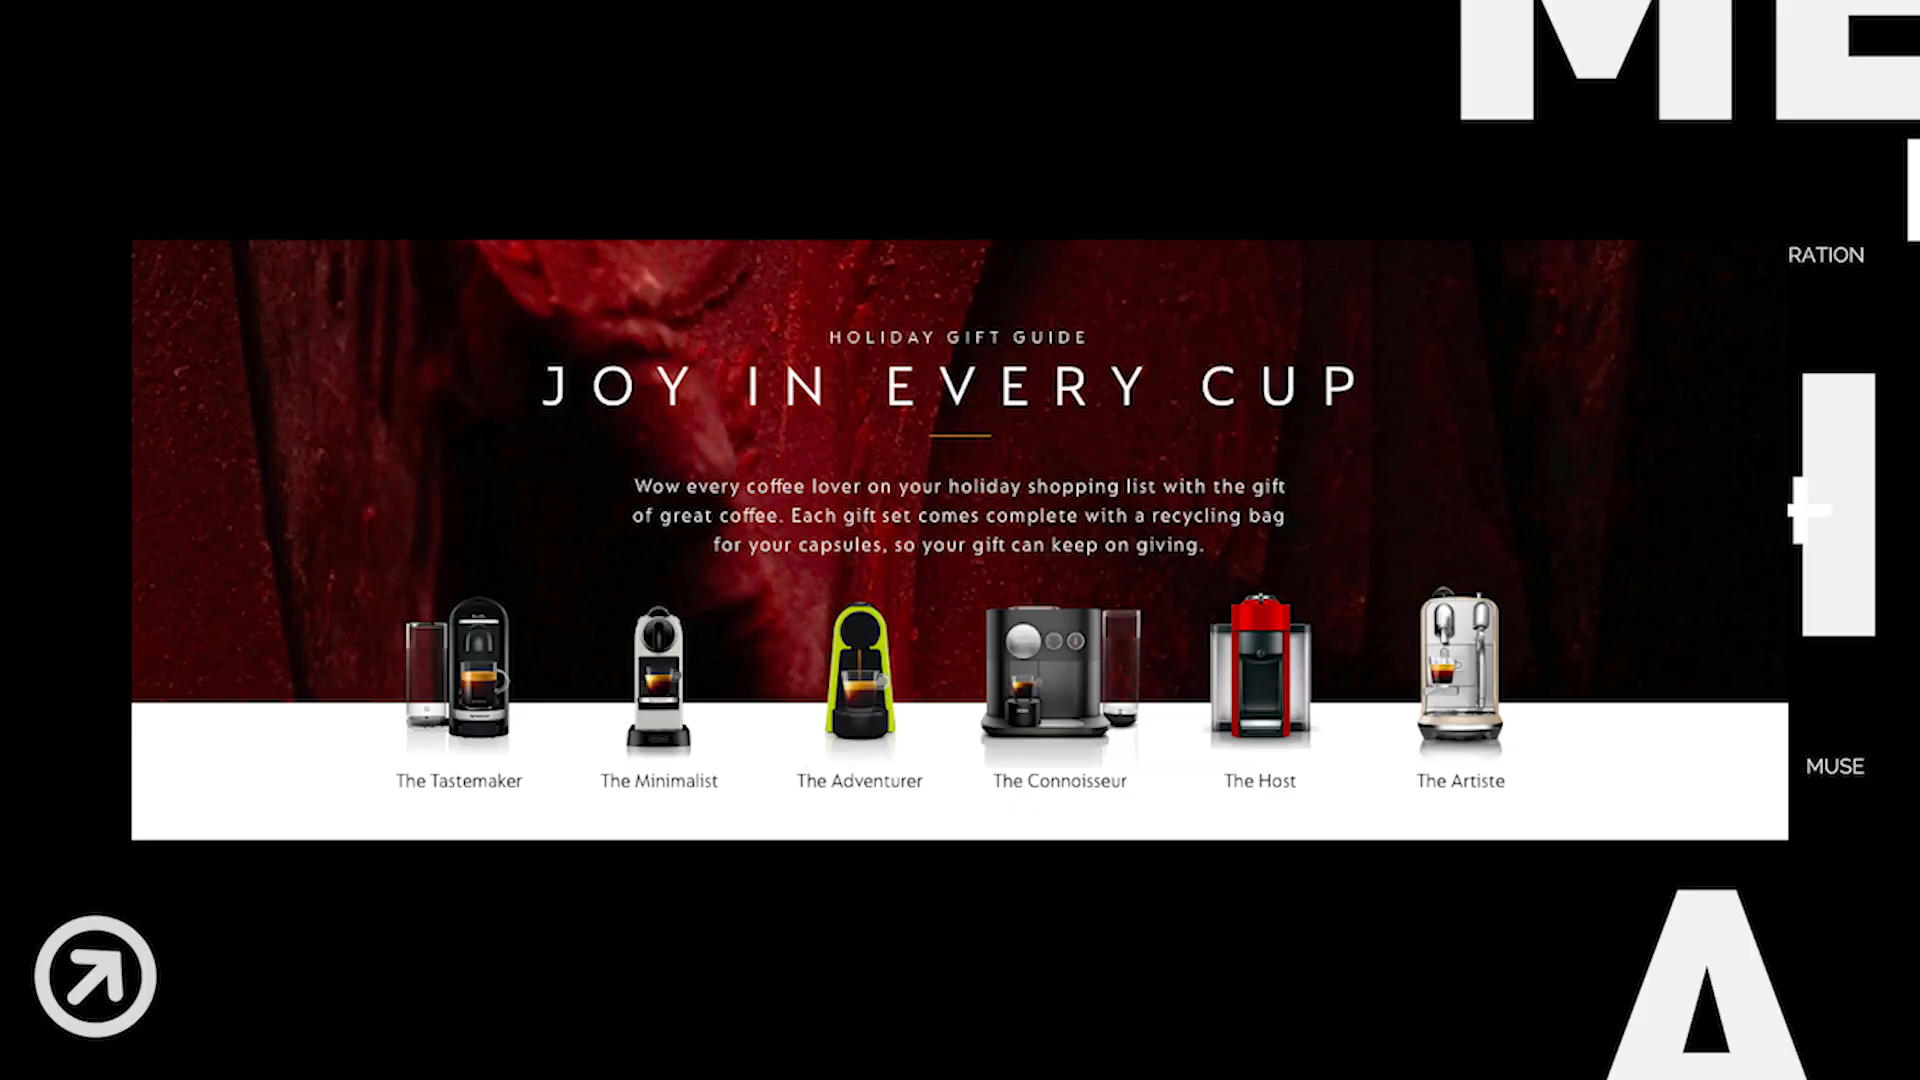 ME
RATION
HOLIDAY GIFT GUIDE
JOY IN EVERY CUP
Wow every coffee lover on your holiday shopping list with the gift
of great coffee. Each gift set comes complete with a recycling bag
for your capsules, so your gift can keep on giving.
The Tastemaker
The Minimalist
The Adventurer
The Connoisseur
The Host
The Artiste
MUSE
A